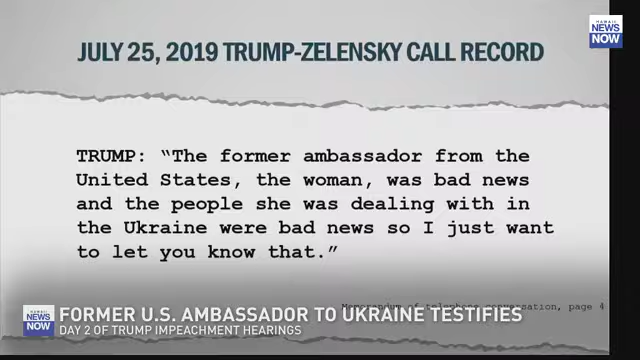 JULY 25, 2019 TRUMP-ZELENSKY CALL RECORD
HAWAII
NEWS
NOW
TRUMP: “The former ambassador from the
United States, the woman, was bad news
and the people she was dealing with in
the Ukraine were bad news so I just want
to let you know that.”
Memorandum of telephone conversation, page 4
HAWAII
NEWS
NOW
FORMER U.S. AMBASSADOR TO UKRAINE TESTIFIES
DAY 2 OF TRUMP IMPEACHMENT HEARINGS